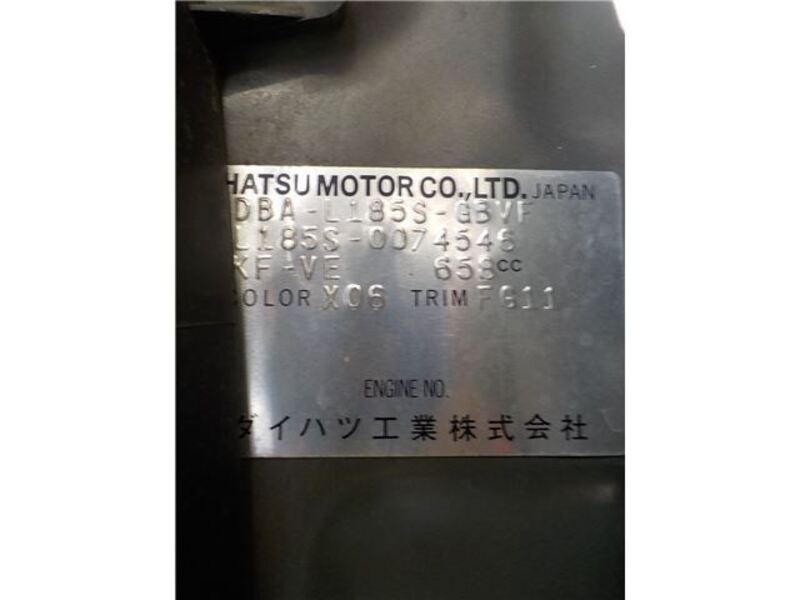 HATSU MOTOR CO.,LTD. JAPAN
DBA-L185S-GBVF
L185S-0074546
KF-VE 658CC
COLOR X06 TRIM FG11
ENGINE NO.
ダイハツ工業株式会社